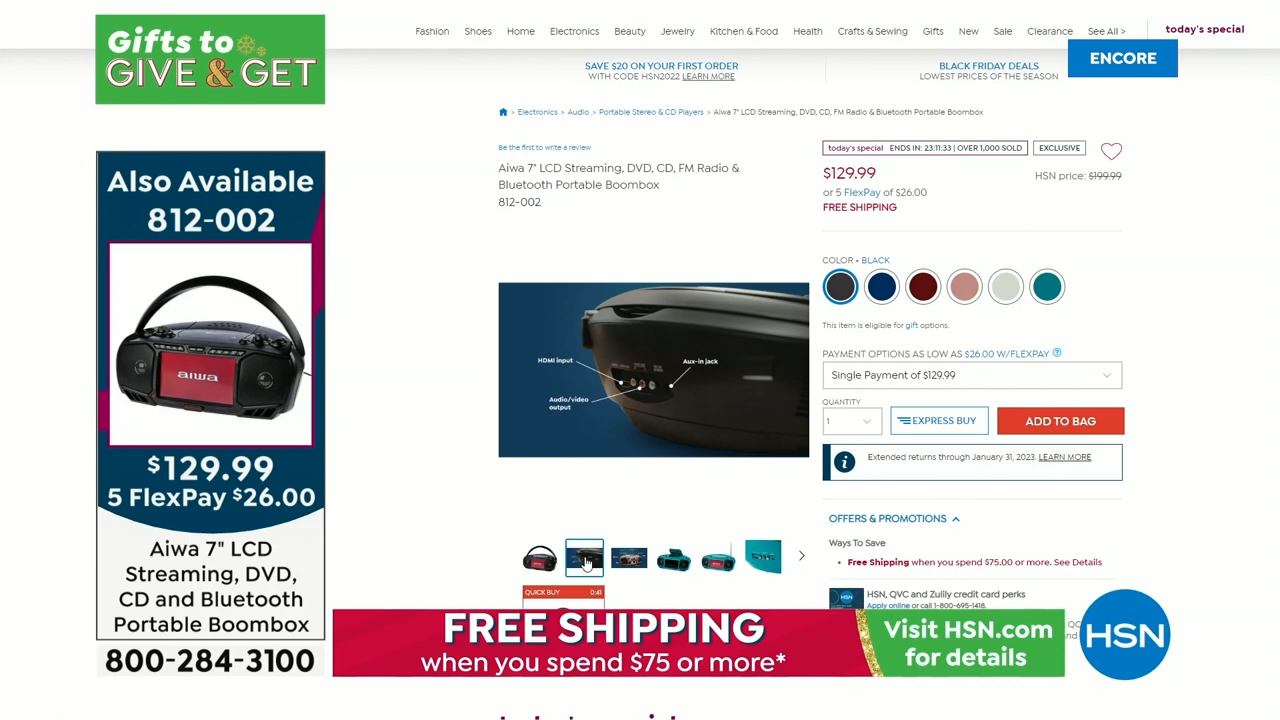 Gifts to
GIVE & GET
Fashion Shoes Home Electronics Beauty Jewelry Kitchen & Food Health Crafts & Sewing Gifts New Sale Clearance See All >
today's special
ENCORE
SAVE $20 ON YOUR FIRST ORDER
WITH CODE HSN2022 LEARN MORE
BLACK FRIDAY DEALS
LOWEST PRICES OF THE SEASON
> Electronics > Audio > Portable Stereo & CD Players > Aiwa 7" LCD Streaming, DVD, CD, FM Radio & Bluetooth Portable Boombox
Also Available
812-002
aiwa
$129.99
5 FlexPay $26.00
Aiwa 7" LCD
Streaming, DVD,
CD and Bluetooth
Portable Boombox
800-284-3100
Be the first to write a review
Aiwa 7" LCD Streaming, DVD, CD, FM Radio &
Bluetooth Portable Boombox
812-002
HDMI input
Aux-in jack
Audio/video
output
QUICK BUY 0:41
today's special ENDS IN: 23:11:33 | OVER 1,000 SOLD
EXCLUSIVE
$129.99
HSN price: $199.99
or 5 FlexPay of $26.00
FREE SHIPPING
COLOR • BLACK
This item is eligible for gift options.
PAYMENT OPTIONS AS LOW AS $26.00 W/FLEXPAY ?
Single Payment of $129.99
QUANTITY
1
EXPRESS BUY
ADD TO BAG
i
Extended returns through January 31, 2023. LEARN MORE
OFFERS & PROMOTIONS
Ways To Save
• Free Shipping when you spend $75.00 or more. See Details
HSN, QVC and Zulily credit card perks
Apply online or call 1-800-695-1418.
FREE SHIPPING
when you spend $75 or more*
Visit HSN.com
for details
HSN